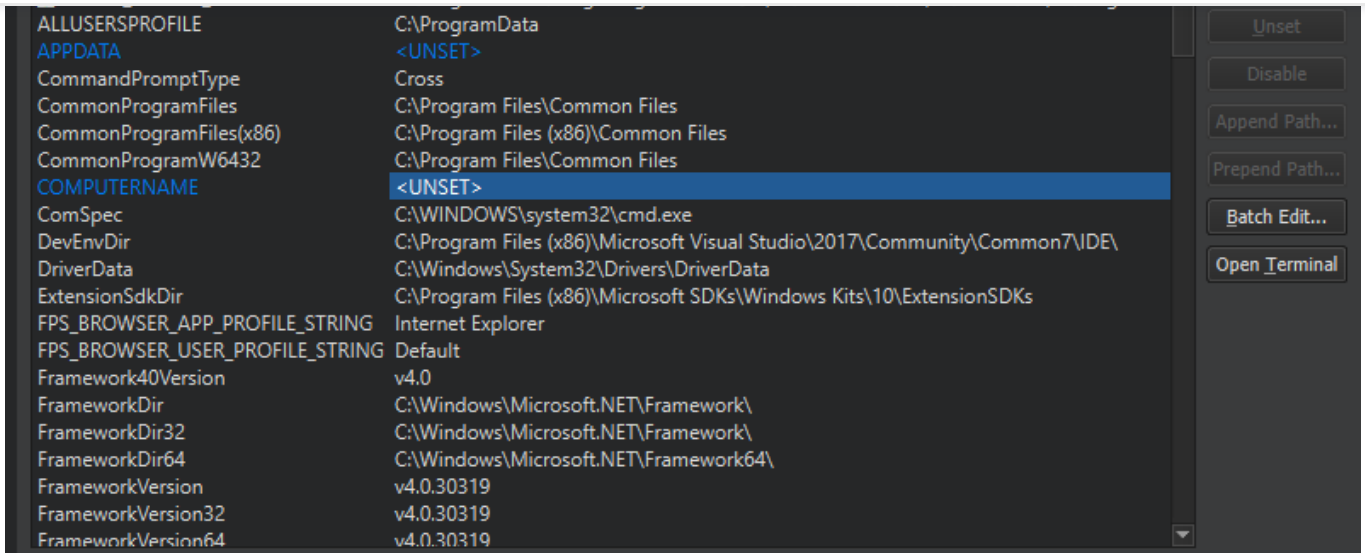 ALLUSERSPROFILE C:\ProgramData Unset
APPDATA <UNSET>
CommandPromptType Cross Disable
CommonProgramFiles C:\Program Files\Common Files
CommonProgramFiles(x86) C:\Program Files (x86)\Common Files Append Path...
CommonProgramW6432 C:\Program Files\Common Files Prepend Path...
COMPUTERNAME <UNSET>
ComSpec C:\WINDOWS\system32\cmd.exe Batch Edit...
DevEnvDir C:\Program Files (x86)\Microsoft Visual Studio\2017\Community\Common7\IDE\
DriverData C:\Windows\System32\Drivers\DriverData Open Terminal
ExtensionSdkDir C:\Program Files (x86)\Microsoft SDKs\Windows Kits\10\ExtensionSDKs
FPS_BROWSER_APP_PROFILE_STRING Internet Explorer
FPS_BROWSER_USER_PROFILE_STRING Default
Framework40Version v4.0
FrameworkDir C:\Windows\Microsoft.NET\Framework\
FrameworkDir32 C:\Windows\Microsoft.NET\Framework\
FrameworkDir64 C:\Windows\Microsoft.NET\Framework64\
FrameworkVersion v4.0.30319
FrameworkVersion32 v4.0.30319
FrameworkVersion64 v4.0.30319